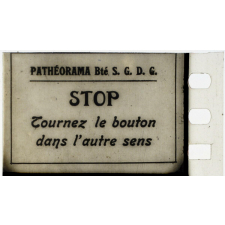 PATHÉORAMA Bté S. G. D. G.
STOP
Tournez le bouton
dans l'autre sens